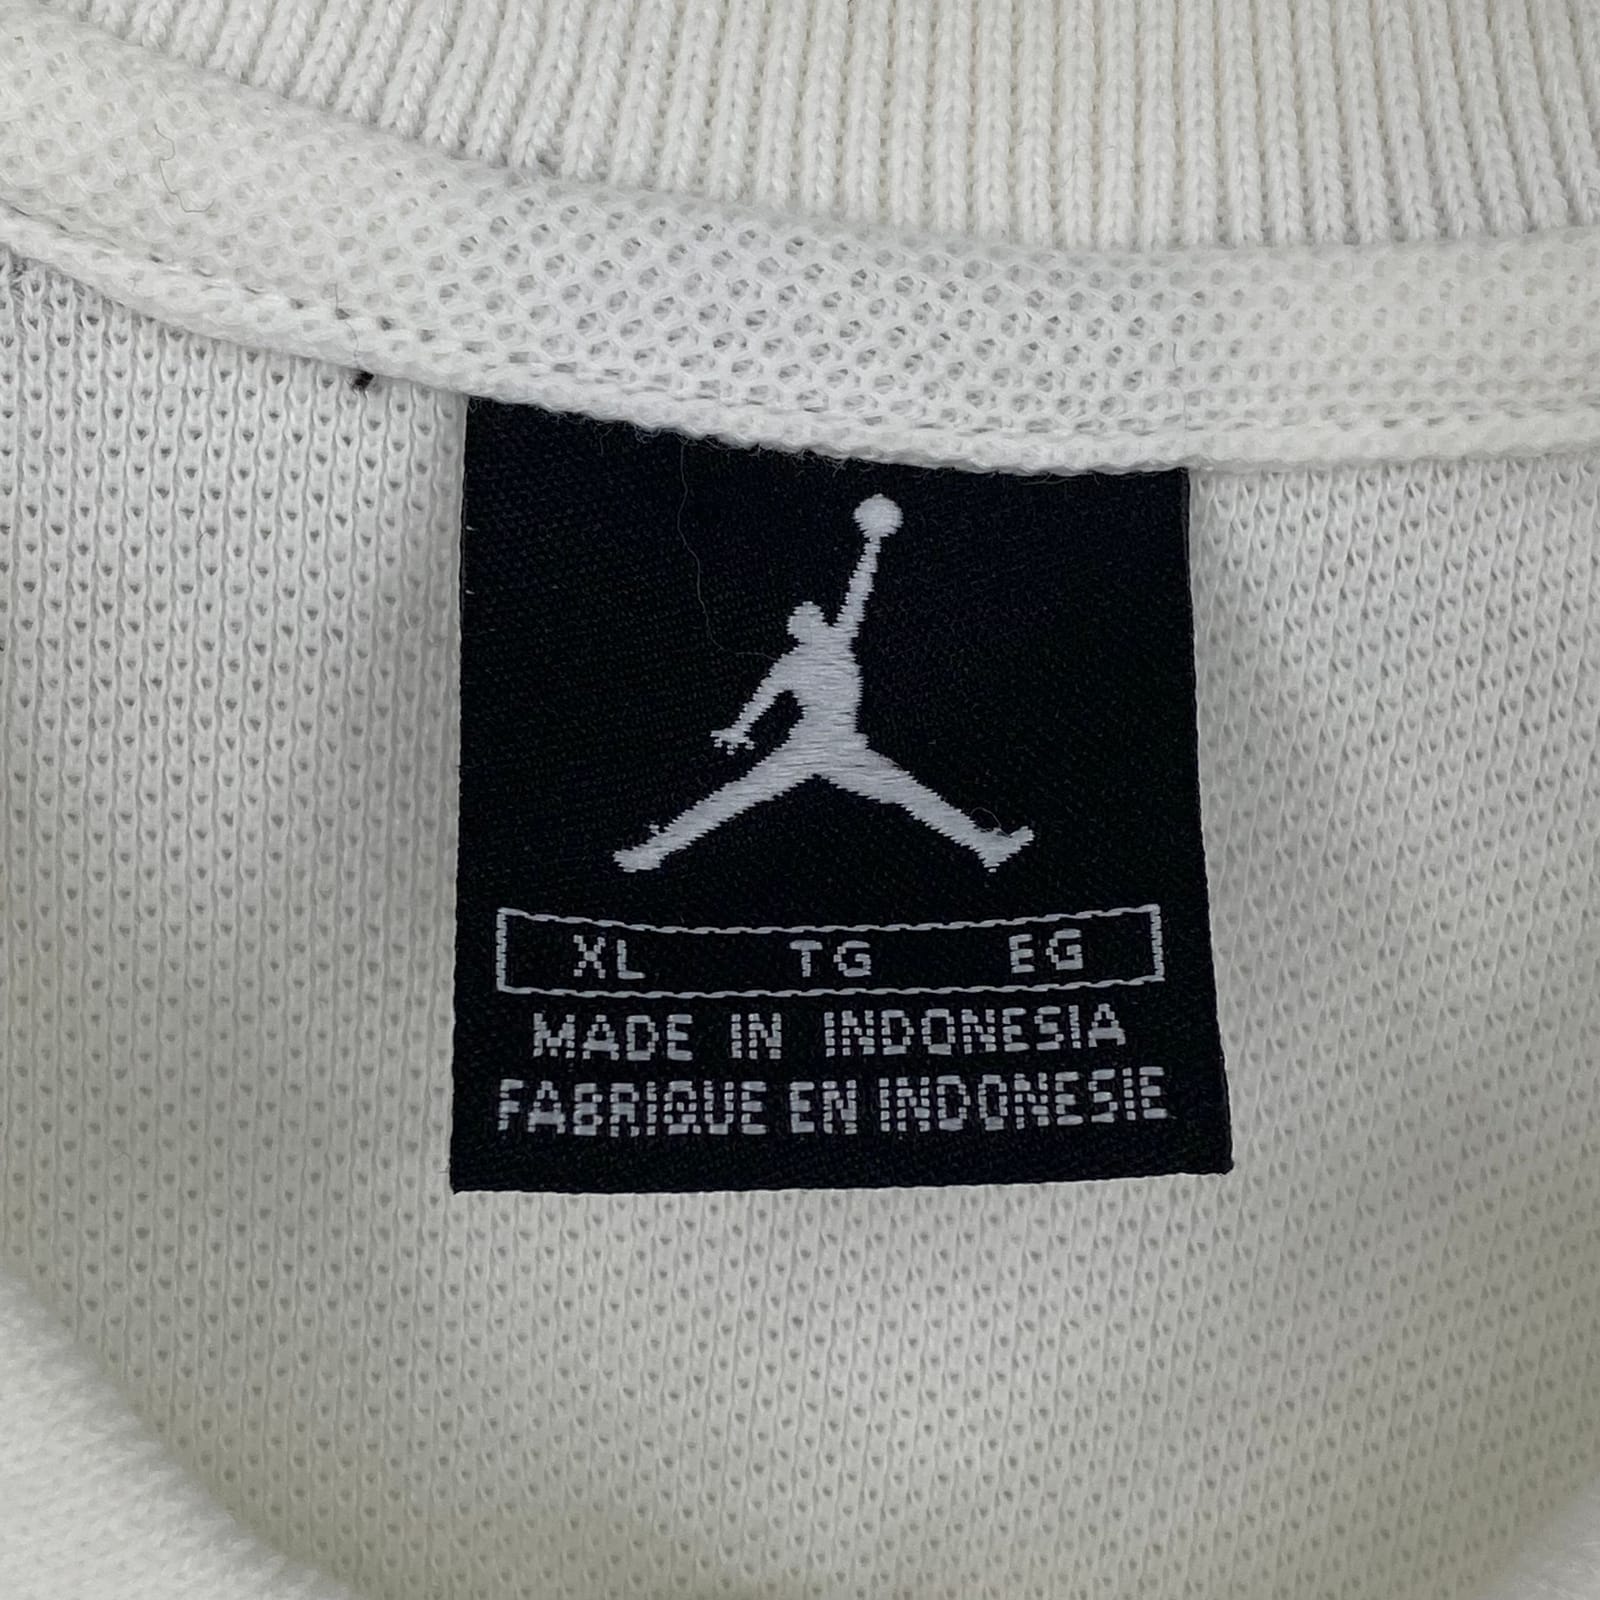 XL TG EG
MADE IN INDONESIA
FABRIQUE EN INDONESIE